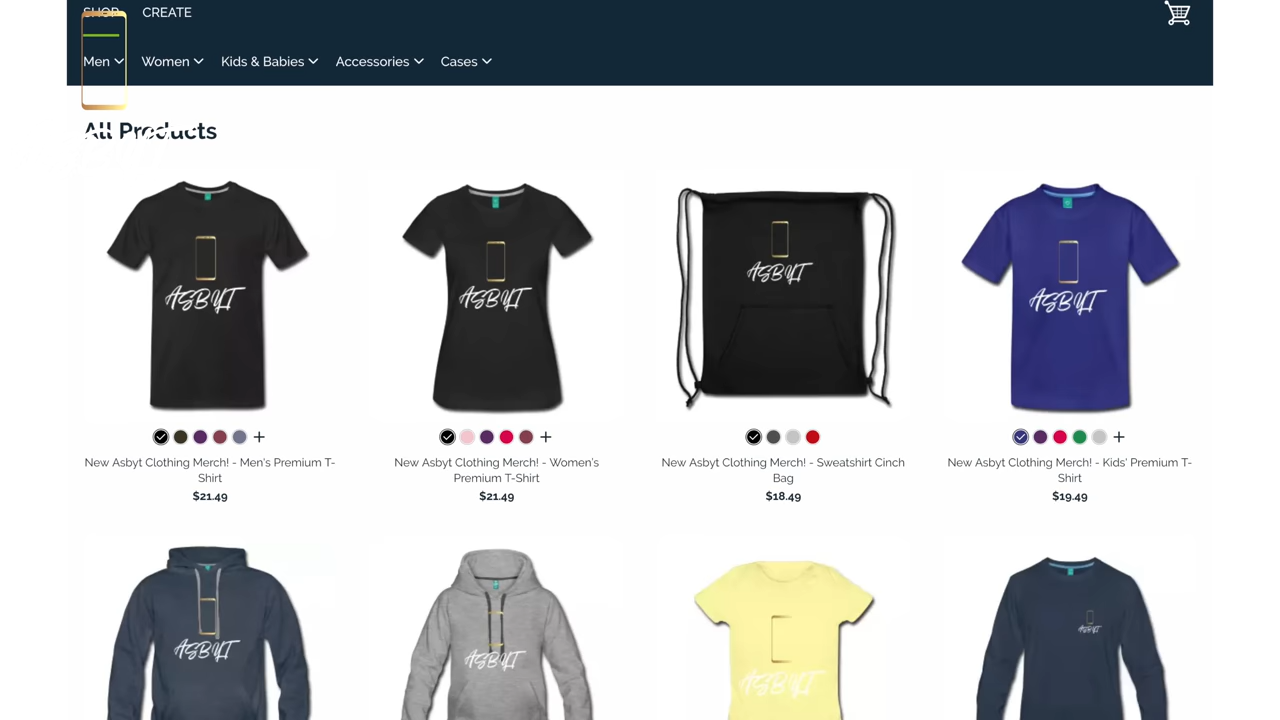 SHOP CREATE
Men Women Kids & Babies Accessories Cases
All Products
ASBYT ASBYT ASBYT ASBYT
New Asbyt Clothing Merch! - Men's Premium T-
Shirt
$21.49
New Asbyt Clothing Merch! - Women's
Premium T-Shirt
$21.49
New Asbyt Clothing Merch! - Sweatshirt Cinch
Bag
$18.49
New Asbyt Clothing Merch! - Kids' Premium T-
Shirt
$19.49
ASBYT ASBYT ASBYT ASBYT